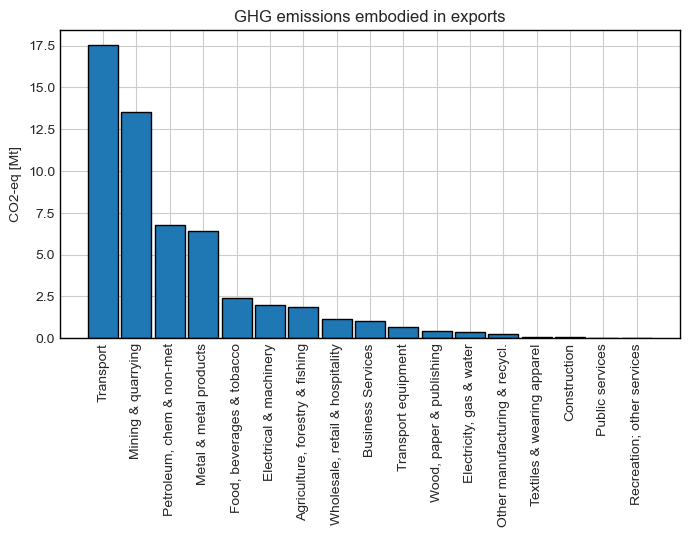 GHG emissions embodied in exports
CO2-eq [Mt]
17.5
15.0
12.5
10.0
7.5
5.0
2.5
0.0
Transport
Mining & quarrying
Petroleum, chem & non-met
Metal & metal products
Food, beverages & tobacco
Electrical & machinery
Agriculture, forestry & fishing
Wholesale, retail & hospitality
Business Services
Transport equipment
Wood, paper & publishing
Electricity, gas & water
Other manufacturing & recycl.
Textiles & wearing apparel
Construction
Public services
Recreation; other services